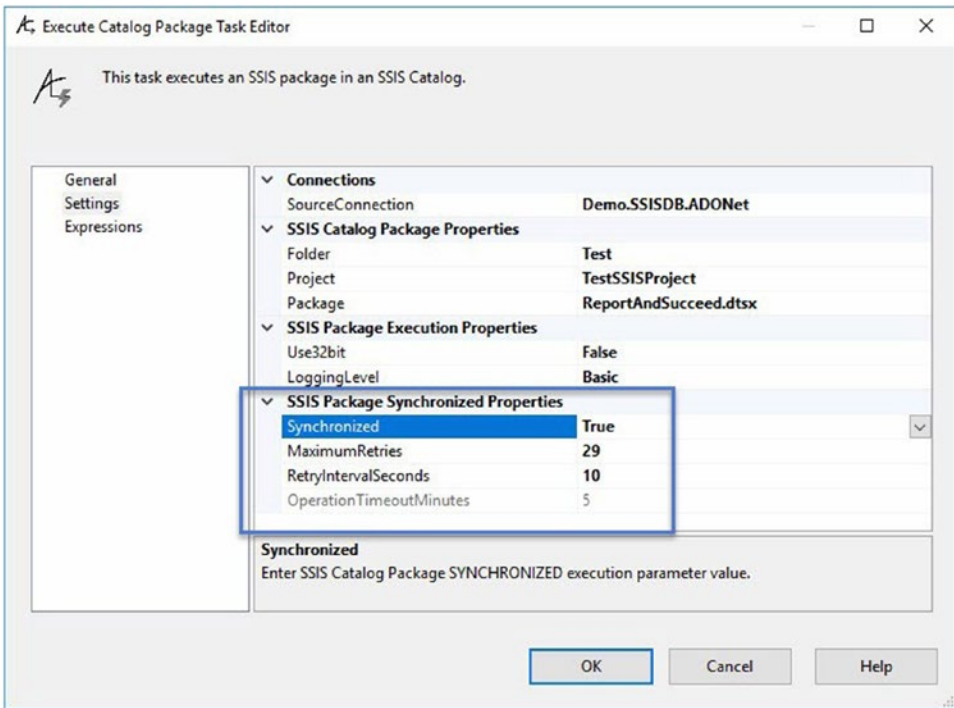 Execute Catalog Package Task Editor
This task executes an SSIS package in an SSIS Catalog.
General
Settings
Expressions
Connections
SourceConnection Demo.SSISDB.ADONet
SSIS Catalog Package Properties
Folder Test
Project TestSSISProject
Package ReportAndSucceed.dtsx
SSIS Package Execution Properties
Use32bit False
LoggingLevel Basic
SSIS Package Synchronized Properties
Synchronized True
MaximumRetries 29
RetryIntervalSeconds 10
OperationTimeoutMinutes 5
Synchronized
Enter SSIS Catalog Package SYNCHRONIZED execution parameter value.
OK Cancel Help